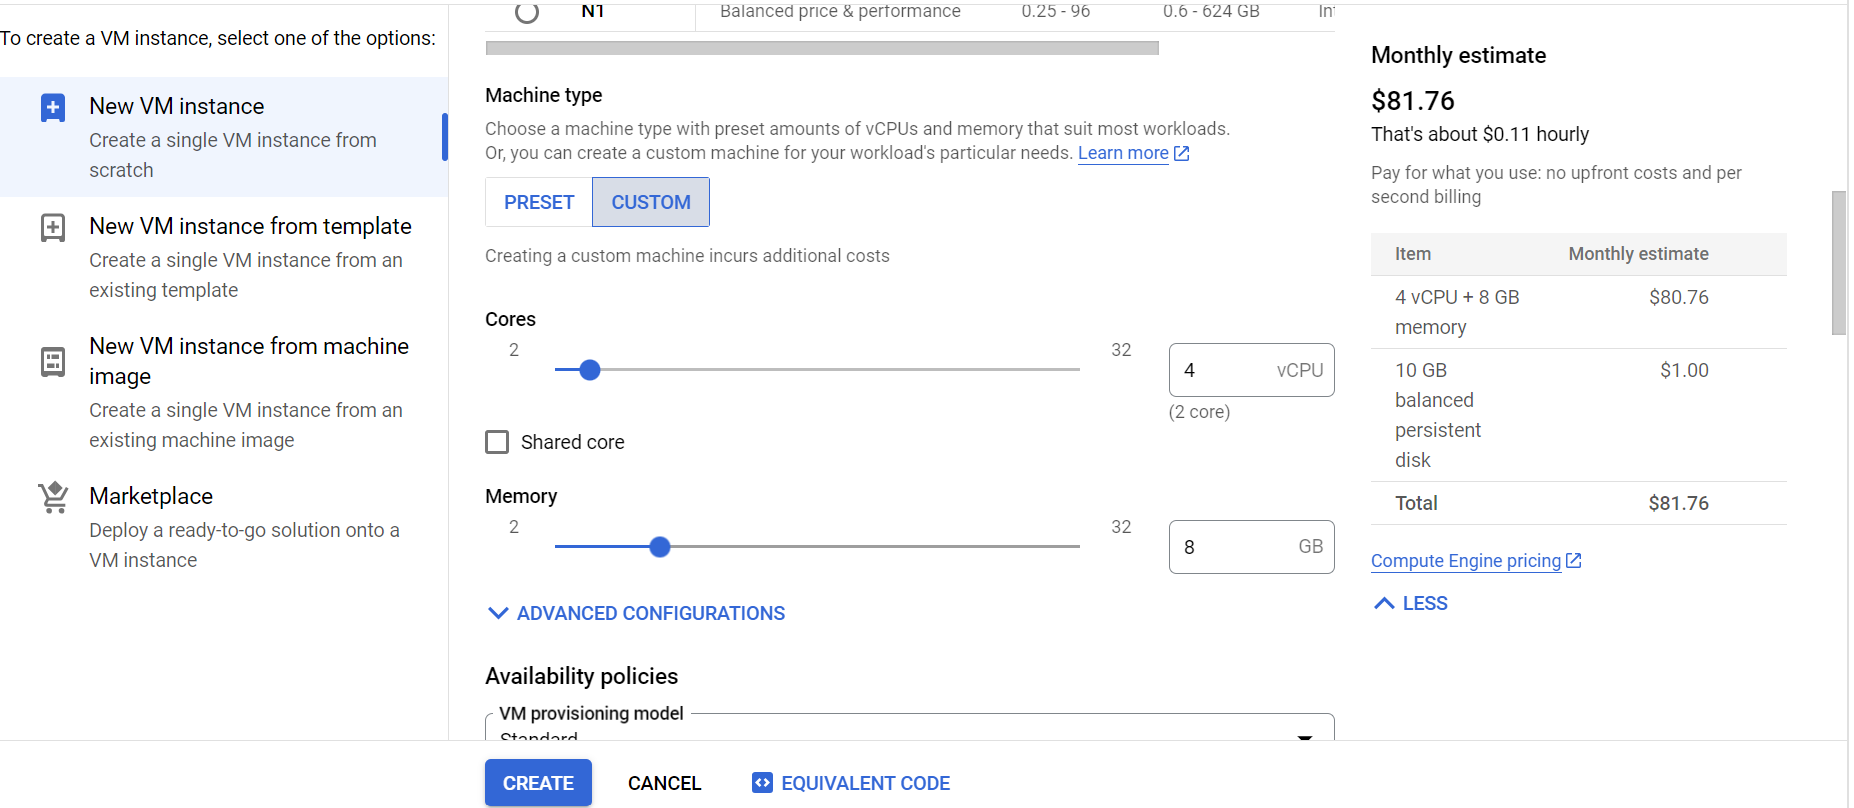 To create a VM instance, select one of the options:
New VM instance
Create a single VM instance from
scratch
New VM instance from template
Create a single VM instance from an
existing template
New VM instance from machine
image
Create a single VM instance from an
existing machine image
Marketplace
Deploy a ready-to-go solution onto a
VM instance
N1 Balanced price & performance 0.25 - 96 0.6 - 624 GB
Machine type
Choose a machine type with preset amounts of vCPUs and memory that suit most workloads.
Or, you can create a custom machine for your workload's particular needs. Learn more
PRESET CUSTOM
Creating a custom machine incurs additional costs
Cores
2 32
4 vCPU
(2 core)
Shared core
Memory
2 32
8 GB
ADVANCED CONFIGURATIONS
Availability policies
VM provisioning model
Standard
CREATE CANCEL EQUIVALENT CODE
Monthly estimate
$81.76
That's about $0.11 hourly
Pay for what you use: no upfront costs and per
second billing
Item Monthly estimate
4 vCPU + 8 GB $80.76
memory
10 GB $1.00
balanced
persistent
disk
Total $81.76
Compute Engine pricing
LESS